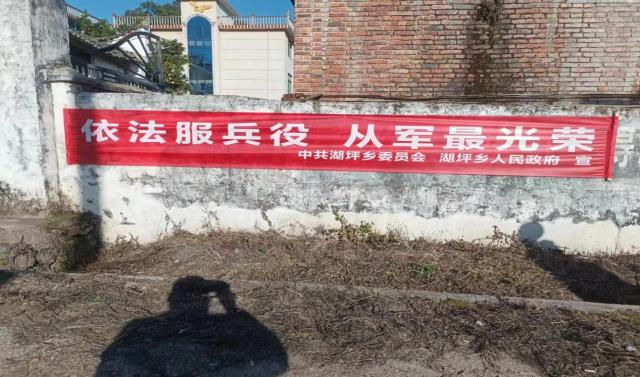 依法服兵役 从军最光荣
中共湖坪乡委员会 湖坪乡人民政府 宣